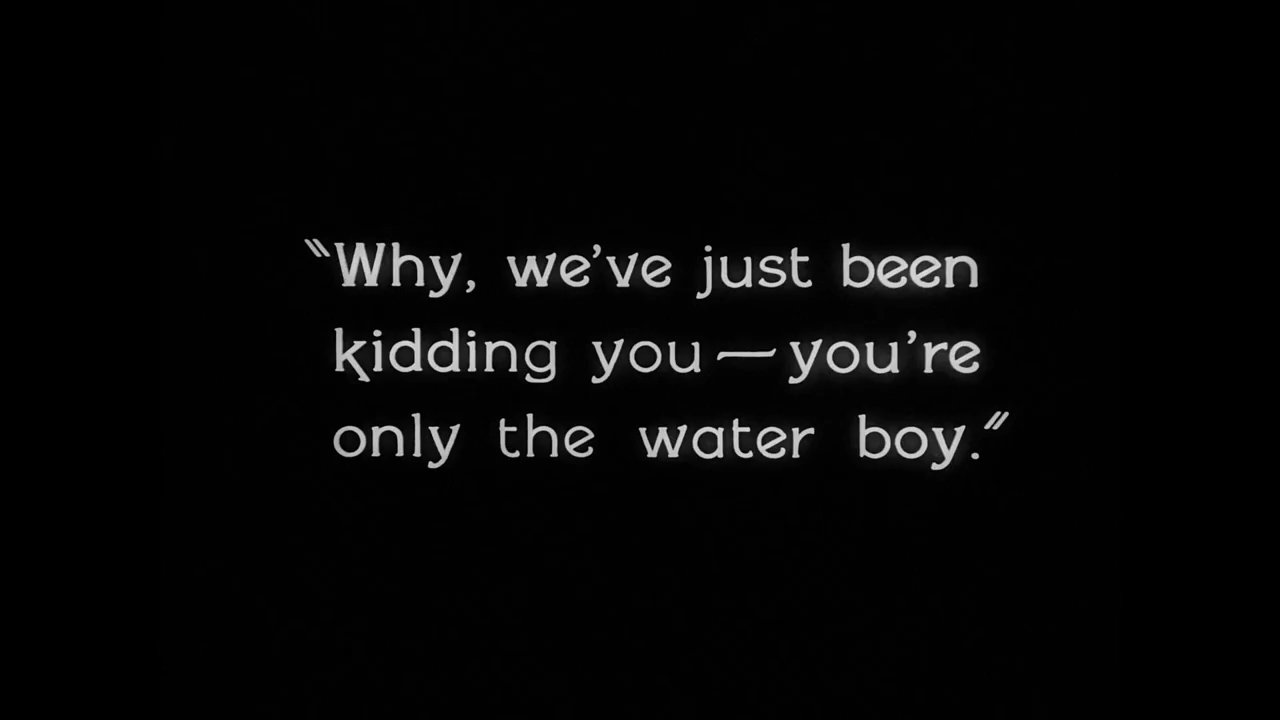 "Why, we've just been
kidding you — you're
only the water boy."